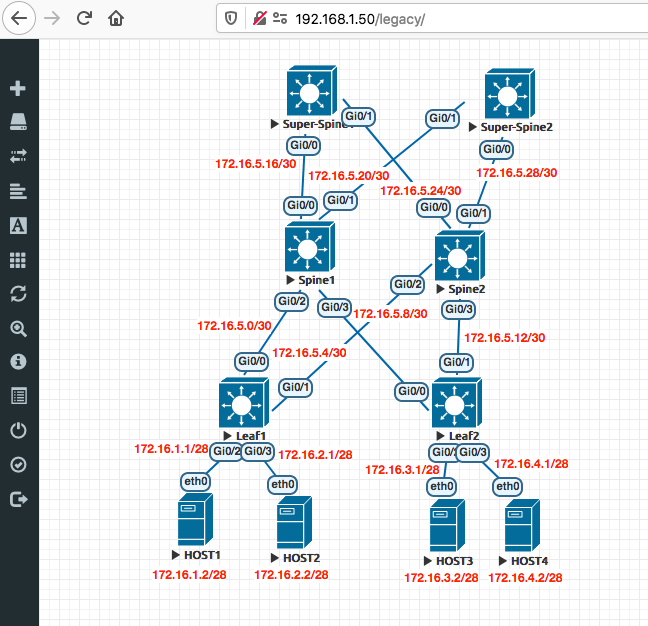 192.168.1.50/legacy/
Super-Spine
Gi0/1
Gi0/1
Super-Spine2
Gi0/0
Gi0/0
172.16.5.16/30
172.16.5.20/30
172.16.5.28/30
172.16.5.24/30
Gi0/0
Gi0/1
Gi0/0
Gi0/1
Spine1
Spine2
Gi0/2
Gi0/2
Gi0/3
Gi0/3
172.16.5.0/30
172.16.5.8/30
172.16.5.4/30
172.16.5.12/30
Gi0/0
Gi0/1
Gi0/1
Gi0/0
Leaf1
Leaf2
172.16.1.1/28
Gi0/2
Gi0/3
172.16.2.1/28
172.16.3.1/28
Gi0/
Gi0/3
172.16.4.1/28
eth0
eth0
eth0
eth0
HOST1
HOST2
HOST3
HOST4
172.16.1.2/28
172.16.2.2/28
172.16.3.2/28
172.16.4.2/28